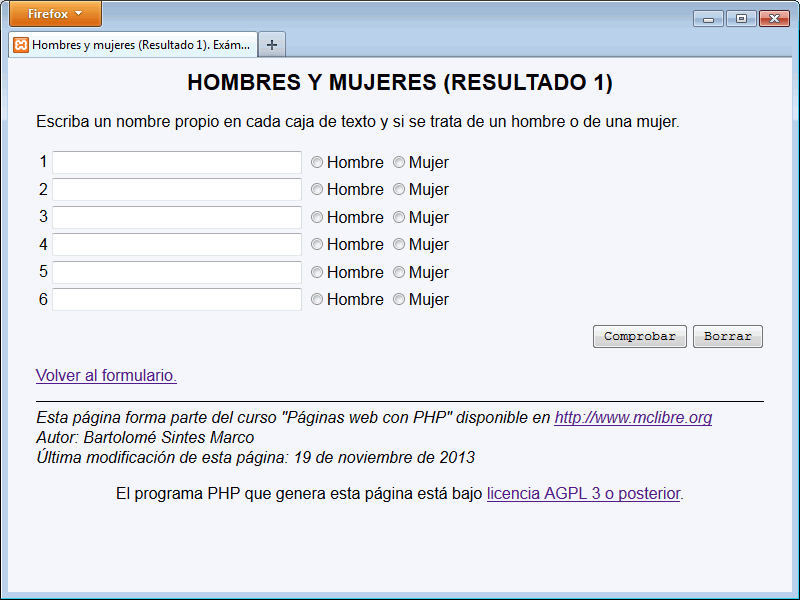 Firefox
Hombres y mujeres (Resultado 1). Exám...
HOMBRES Y MUJERES (RESULTADO 1)
Escriba un nombre propio en cada caja de texto y si se trata de un hombre o de una mujer.
1 Hombre Mujer
2 Hombre Mujer
3 Hombre Mujer
4 Hombre Mujer
5 Hombre Mujer
6 Hombre Mujer
Comprobar Borrar
Volver al formulario.
Esta página forma parte del curso "Páginas web con PHP" disponible en http://www.mclibre.org
Autor: Bartolomé Sintes Marco
Última modificación de esta página: 19 de noviembre de 2013
El programa PHP que genera esta página está bajo licencia AGPL 3 o posterior.